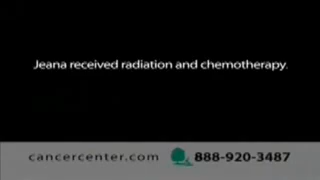 Jeana received radiation and chemotherapy.
cancercenter.com 888-920-3487